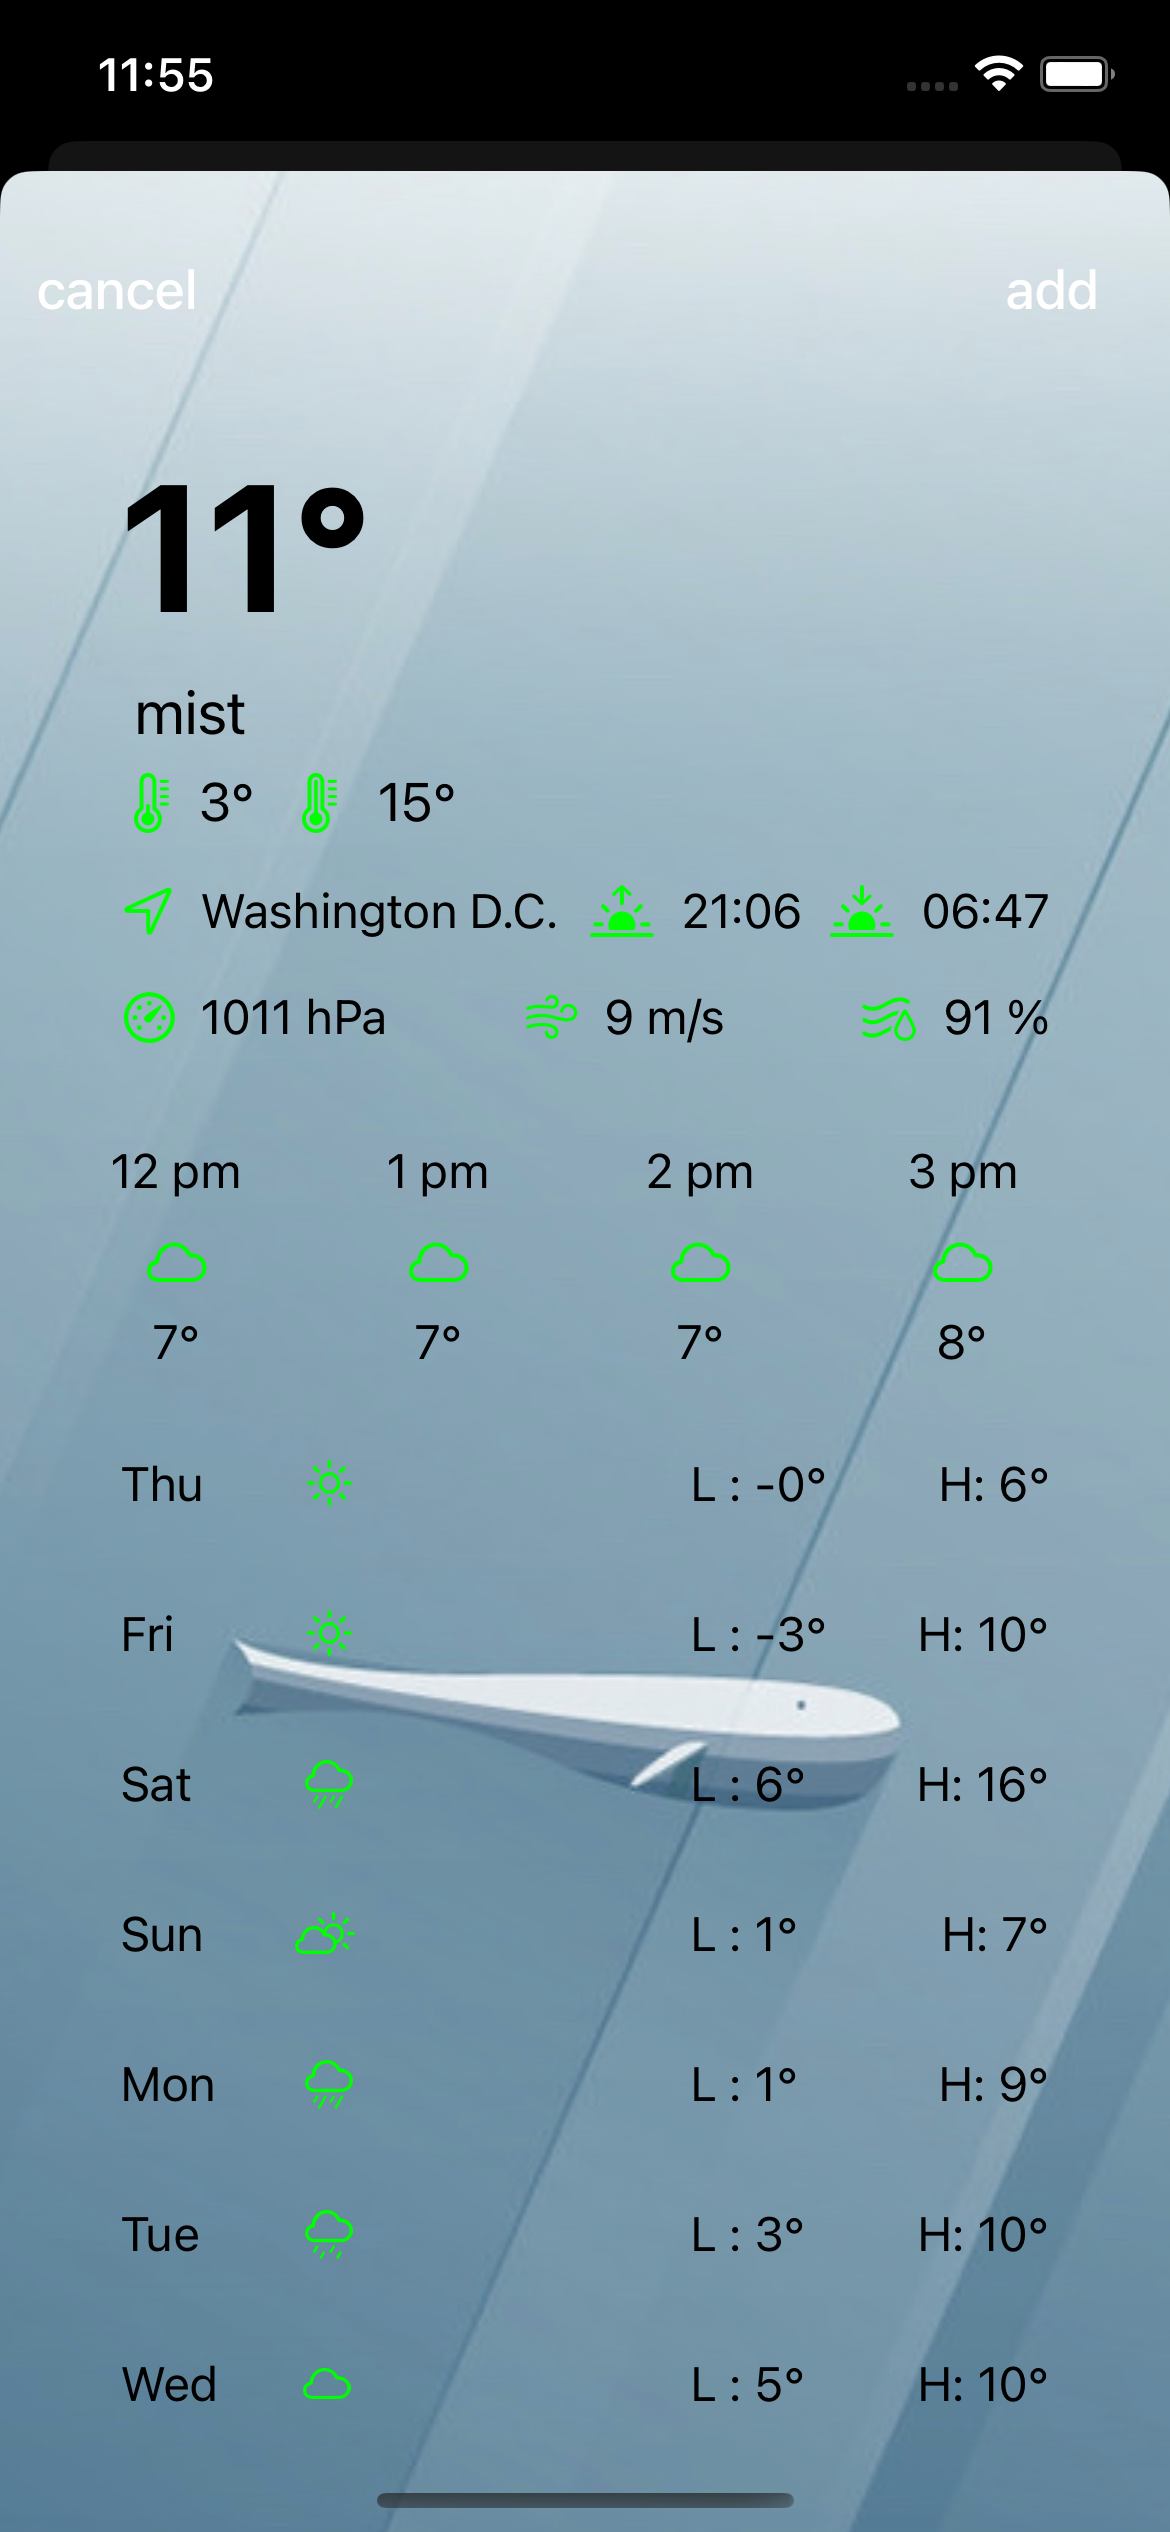 11:55
cancel add
11°
mist
3° 15°
Washington D.C. 21:06 06:47
1011 hPa 9 m/s 91 %
12 pm 1 pm 2 pm 3 pm
7° 7° 7° 8°
Thu L : -0° H: 6°
Fri L : -3° H: 10°
Sat L : 6° H: 16°
Sun L : 1° H: 7°
Mon L : 1° H: 9°
Tue L : 3° H: 10°
Wed L : 5° H: 10°